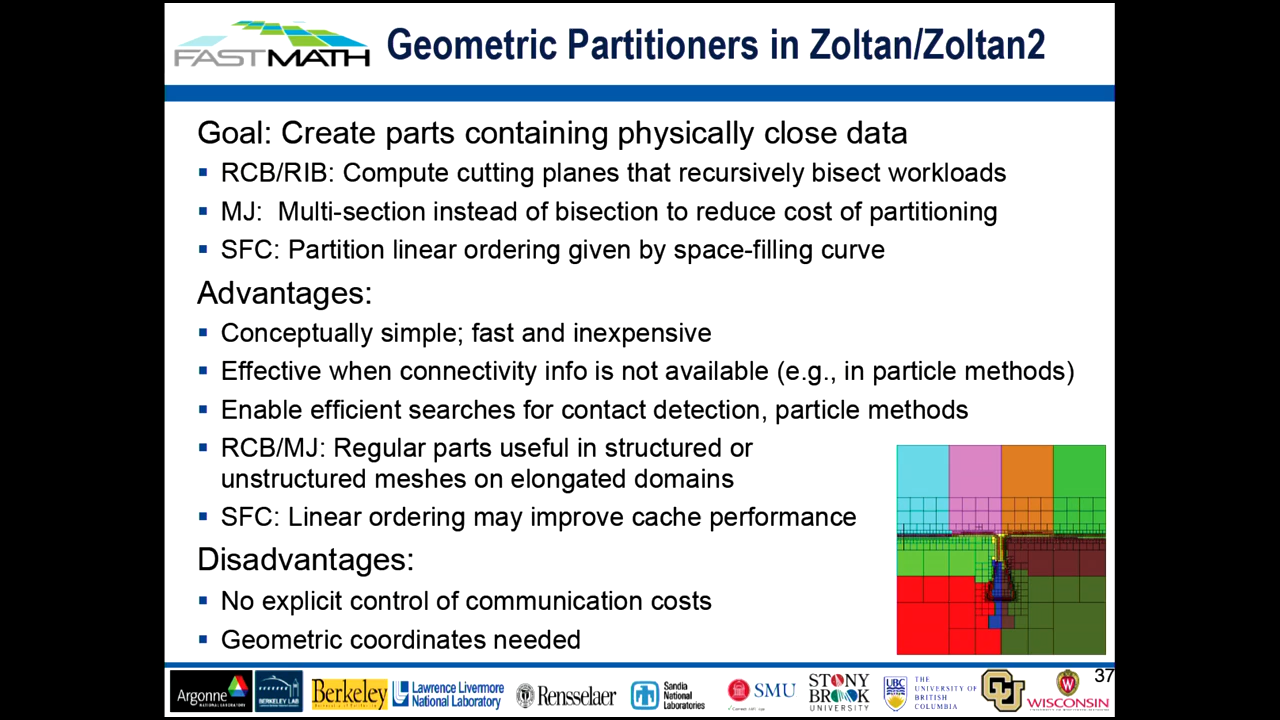 FASTMATH
Geometric Partitioners in Zoltan/Zoltan2
Goal: Create parts containing physically close data
▪ RCB/RIB: Compute cutting planes that recursively bisect workloads
▪ MJ: Multi-section instead of bisection to reduce cost of partitioning
▪ SFC: Partition linear ordering given by space-filling curve
Advantages:
▪ Conceptually simple; fast and inexpensive
▪ Effective when connectivity info is not available (e.g., in particle methods)
▪ Enable efficient searches for contact detection, particle methods
▪ RCB/MJ: Regular parts useful in structured or
unstructured meshes on elongated domains
▪ SFC: Linear ordering may improve cache performance
Disadvantages:
▪ No explicit control of communication costs
▪ Geometric coordinates needed
37
Argonne
NATIONAL LABORATORY
BERKELEY LAB
Berkeley
Lawrence Livermore
National Laboratory
Rensselaer
Sandia
National
Laboratories
SMU
STONY
BROOK
UNIVERSITY
UBC
THE
UNIVERSITY OF
BRITISH
COLUMBIA
CU
WISCONSIN